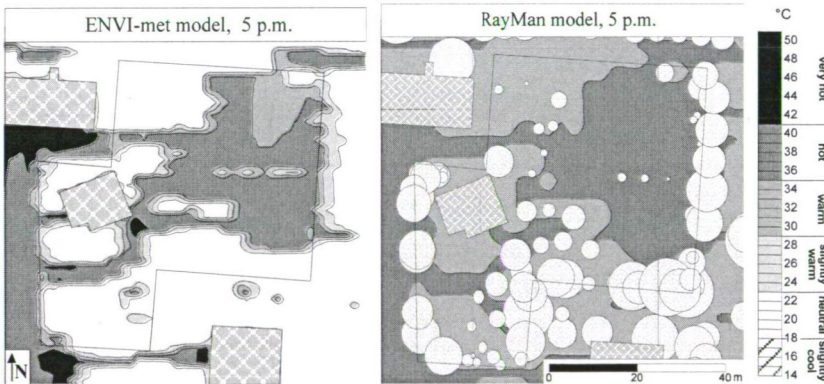 ENVI-met model, 5 p.m.
RayMan model, 5 p.m.
°C
50
48
46
44
42
very hot
40
38
36
hot
34
32
30
warm
28
26
24
slightly warm
22
20
18
neutral
16
14
slightly cool
N
0
20
40 m